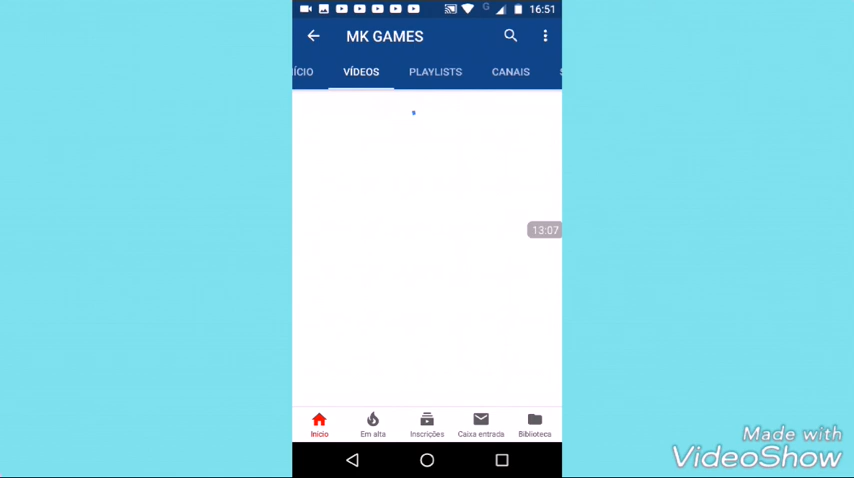 16:51
MK GAMES
ÍCIO VÍDEOS PLAYLISTS CANAIS
13:07
Início Em alta Inscrições Caixa entrada Biblioteca
Made with
VideoShow